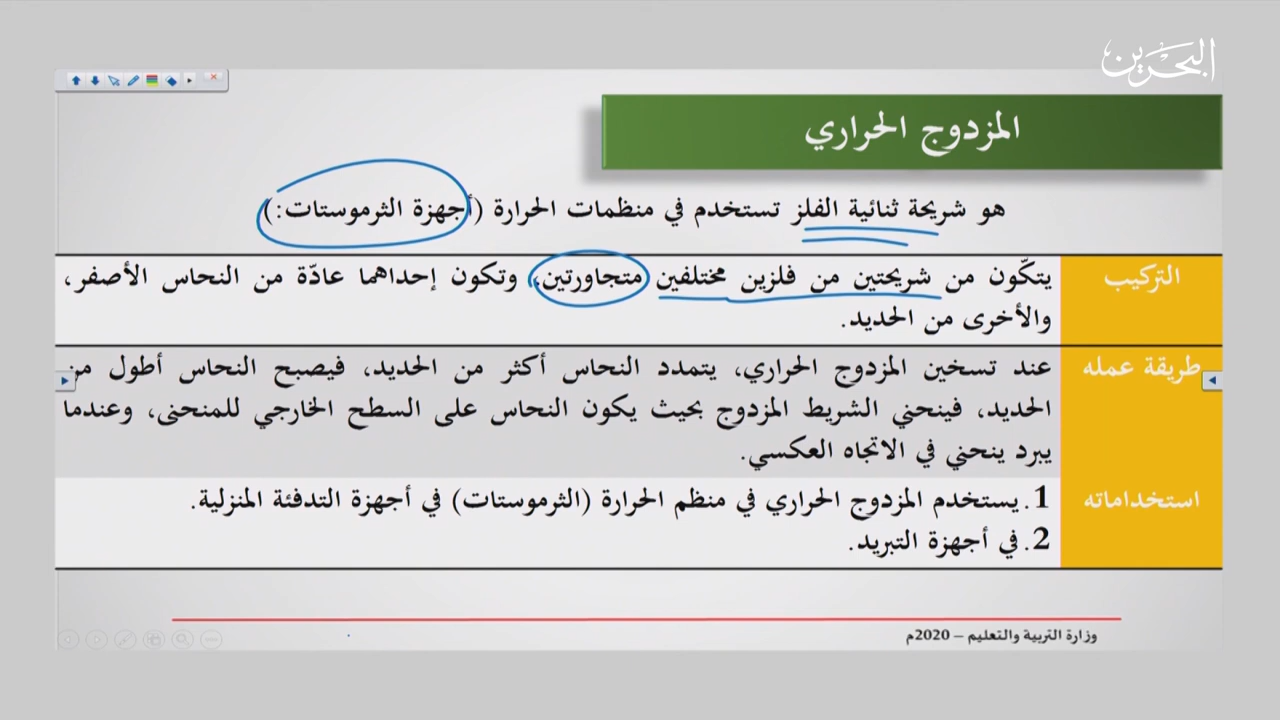 البحرين
المزدوج الحراري
هو شريحة ثنائية الفلز تستخدم في منظمات الحرارة (أجهزة الثرموستات:)
التركيب
يتكّون من شريحتين من فلزين مختلفين متجاورتين، وتكون إحداهما عادّة من النحاس الأصفر،
والأخرى من الحديد.
طريقة عمله
عند تسخين المزدوج الحراري، يتمدد النحاس أكثر من الحديد، فيصبح النحاس أطول من
الحديد، فينحني الشريط المزدوج بحيث يكون النحاس على السطح الخارجي للمنحنى، وعندما
يبرد ينحني في الاتجاه العكسي.
استخداماته
1. يستخدم المزدوج الحراري في منظم الحرارة (الثرموستات) في أجهزة التدفئة المنزلية.
2. في أجهزة التبريد.
وزارة التربية والتعليم – 2020م